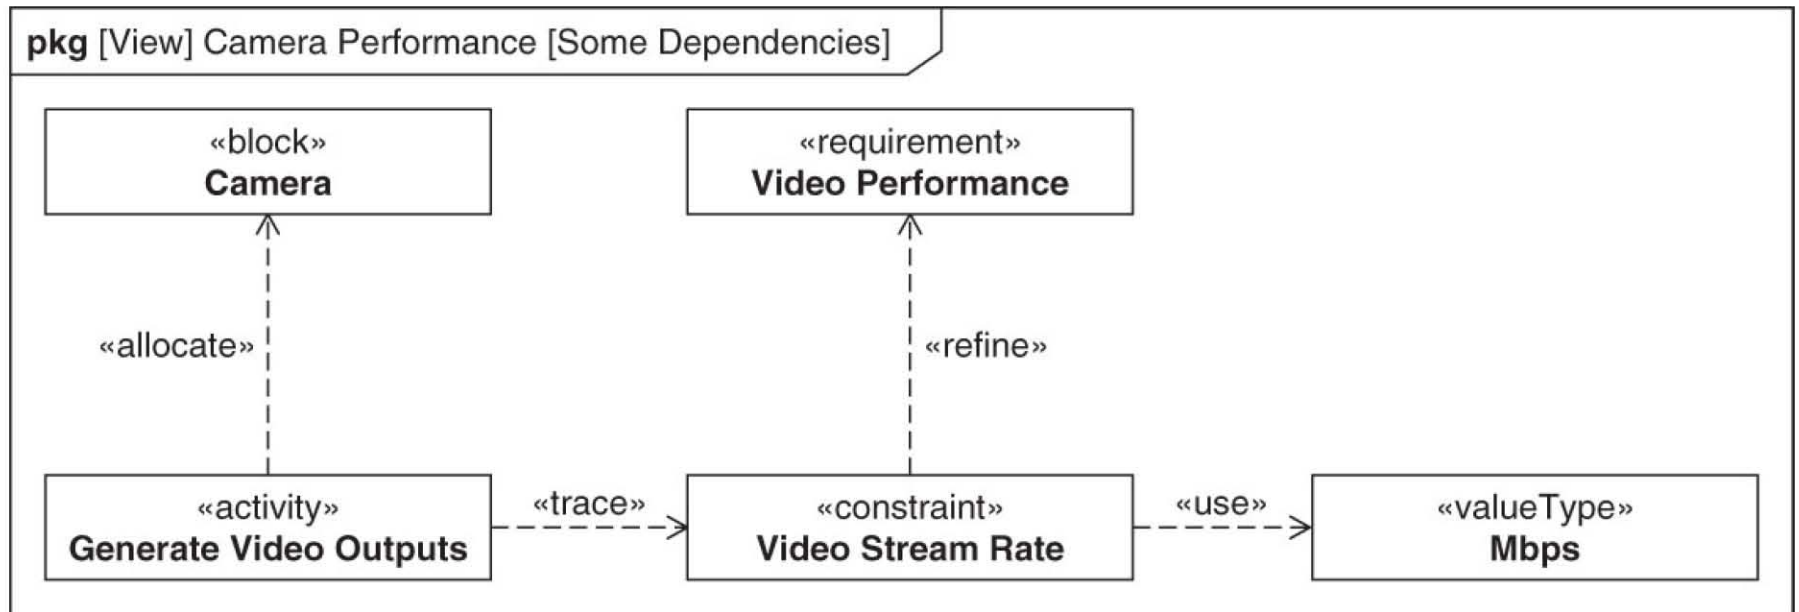 pkg [View] Camera Performance [Some Dependencies]
«block»
Camera
«requirement»
Video Performance
«allocate»
«refine»
«activity»
Generate Video Outputs
«trace»
«constraint»
Video Stream Rate
«use»
«valueType»
Mbps